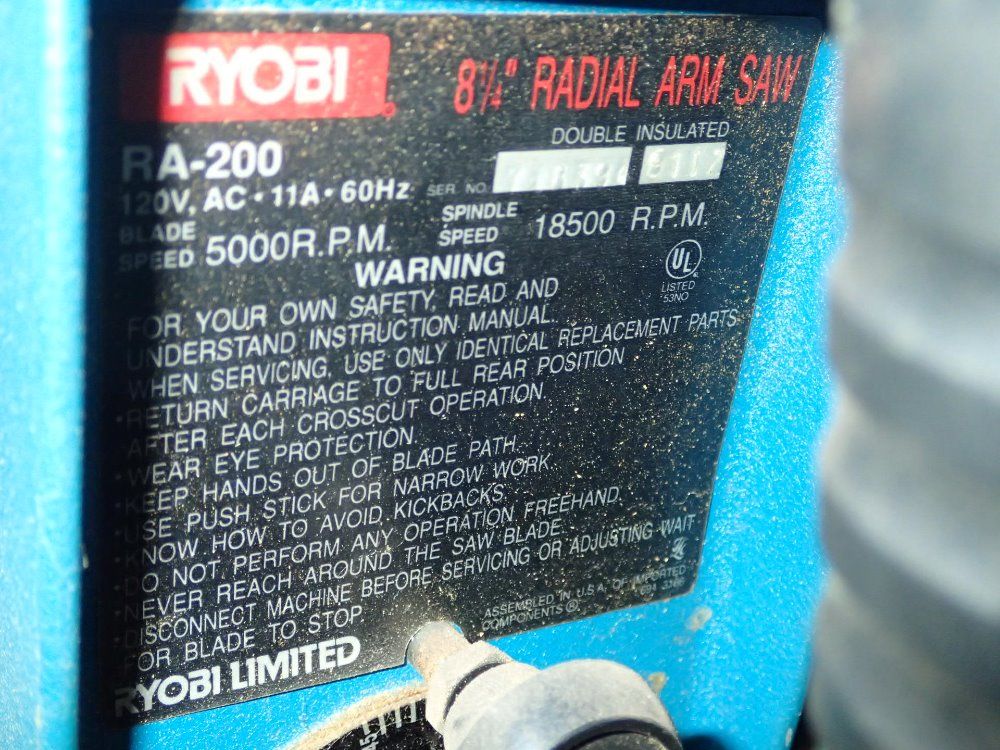 RYOBI
8 1/4" RADIAL ARM SAW
DOUBLE INSULATED
RA-200
120V, AC · 11A · 60Hz SER. NO.
BLADE SPEED 5000R.P.M. SPINDLE SPEED 18500 R.P.M.
UL
LISTED
53NO
WARNING
FOR YOUR OWN SAFETY, READ AND
UNDERSTAND INSTRUCTION MANUAL.
WHEN SERVICING, USE ONLY IDENTICAL REPLACEMENT PARTS
·RETURN CARRIAGE TO FULL REAR POSITION
AFTER EACH CROSSCUT OPERATION.
·WEAR EYE PROTECTION.
·KEEP HANDS OUT OF BLADE PATH.
·USE PUSH STICK FOR NARROW WORK.
·KNOW HOW TO AVOID KICKBACKS
·DO NOT PERFORM ANY OPERATION FREEHAND.
·NEVER REACH AROUND THE SAW BLADE.
·DISCONNECT MACHINE BEFORE SERVICING OR ADJUSTING WAIT
FOR BLADE TO STOP.
RYOBI LIMITED
ASSEMBLED IN U.S.A. OF IMPORTED
COMPONENTS